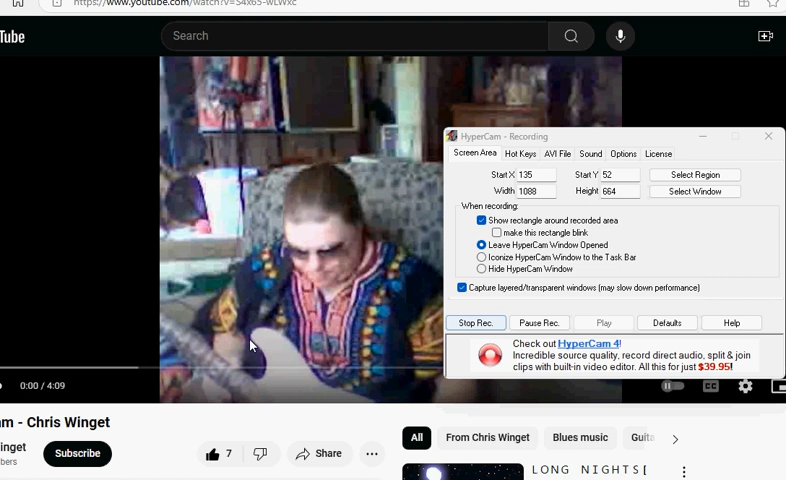 https://www.youtube.com/watch?v=S4x65-wLWxc
Tube
Search
HyperCam - Recording
Screen Area
Hot Keys
AVI File
Sound
Options
License
Start X 135
Start Y 52
Select Region
Width 1088
Height 664
Select Window
When recording:
Show rectangle around recorded area
make this rectangle blink
Leave HyperCam Window Opened
Iconize HyperCam Window to the Task Bar
Hide HyperCam Window
Capture layered/transparent windows (may slow down performance)
Stop Rec.
Pause Rec.
Play
Defaults
Help
Check out HyperCam 4!
Incredible source quality, record direct audio, split & join
clips with built-in video editor. All this for just $39.95!
0:00 / 4:09
CC
am - Chris Winget
inget
bers
Subscribe
7
Share
All
From Chris Winget
Blues music
Guita
LONG NIGHTS[